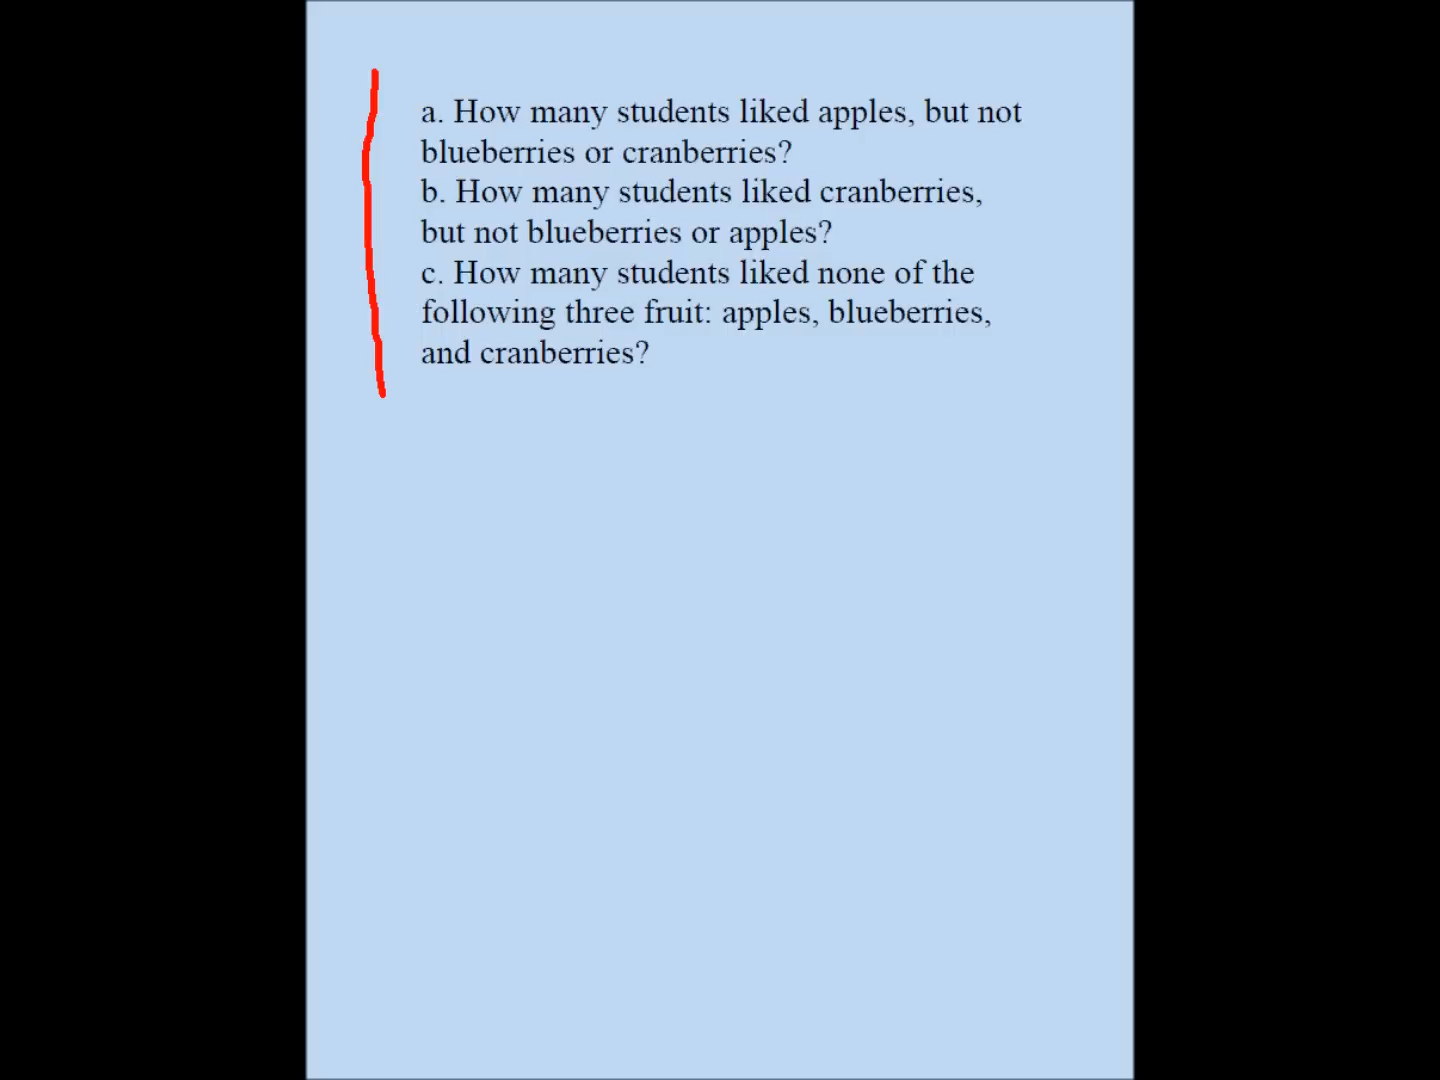 a. How many students liked apples, but not
blueberries or cranberries?
b. How many students liked cranberries,
but not blueberries or apples?
c. How many students liked none of the
following three fruit: apples, blueberries,
and cranberries?